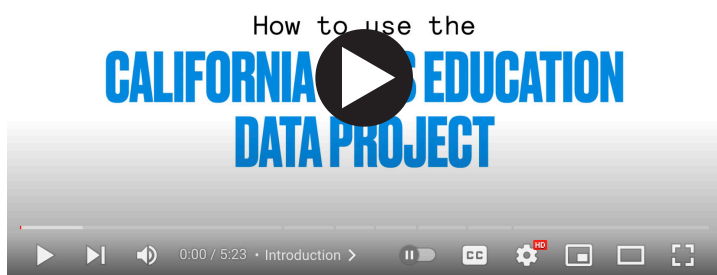 How to use the
CALIFORNIA EDUCATION
DATA PROJECT
0:00 / 5:23 • Introduction
HD
CC